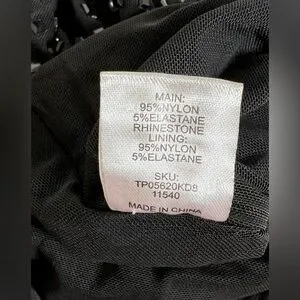 MAIN:
95%NYLON
5%ELASTANE
RHINESTONE
LINING:
95%NYLON
5%ELASTANE
SKU:
TP05620KD8
11540
MADE IN CHINA